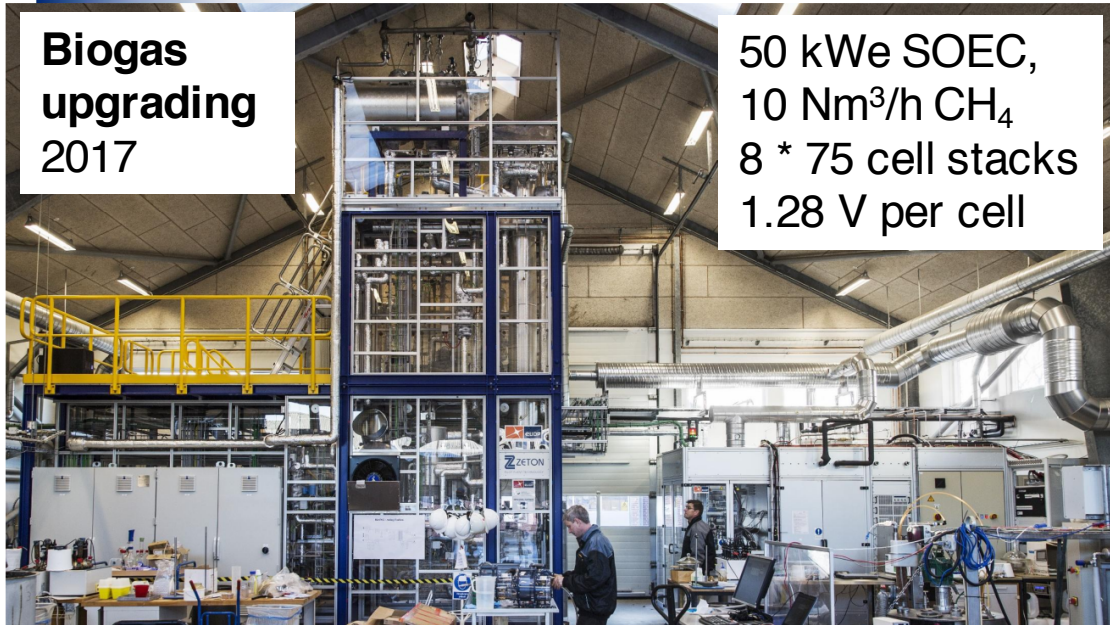 Biogas
upgrading
2017
50 kWe SOEC,
10 Nm³/h CH₄
8 * 75 cell stacks
1.28 V per cell
ZETON